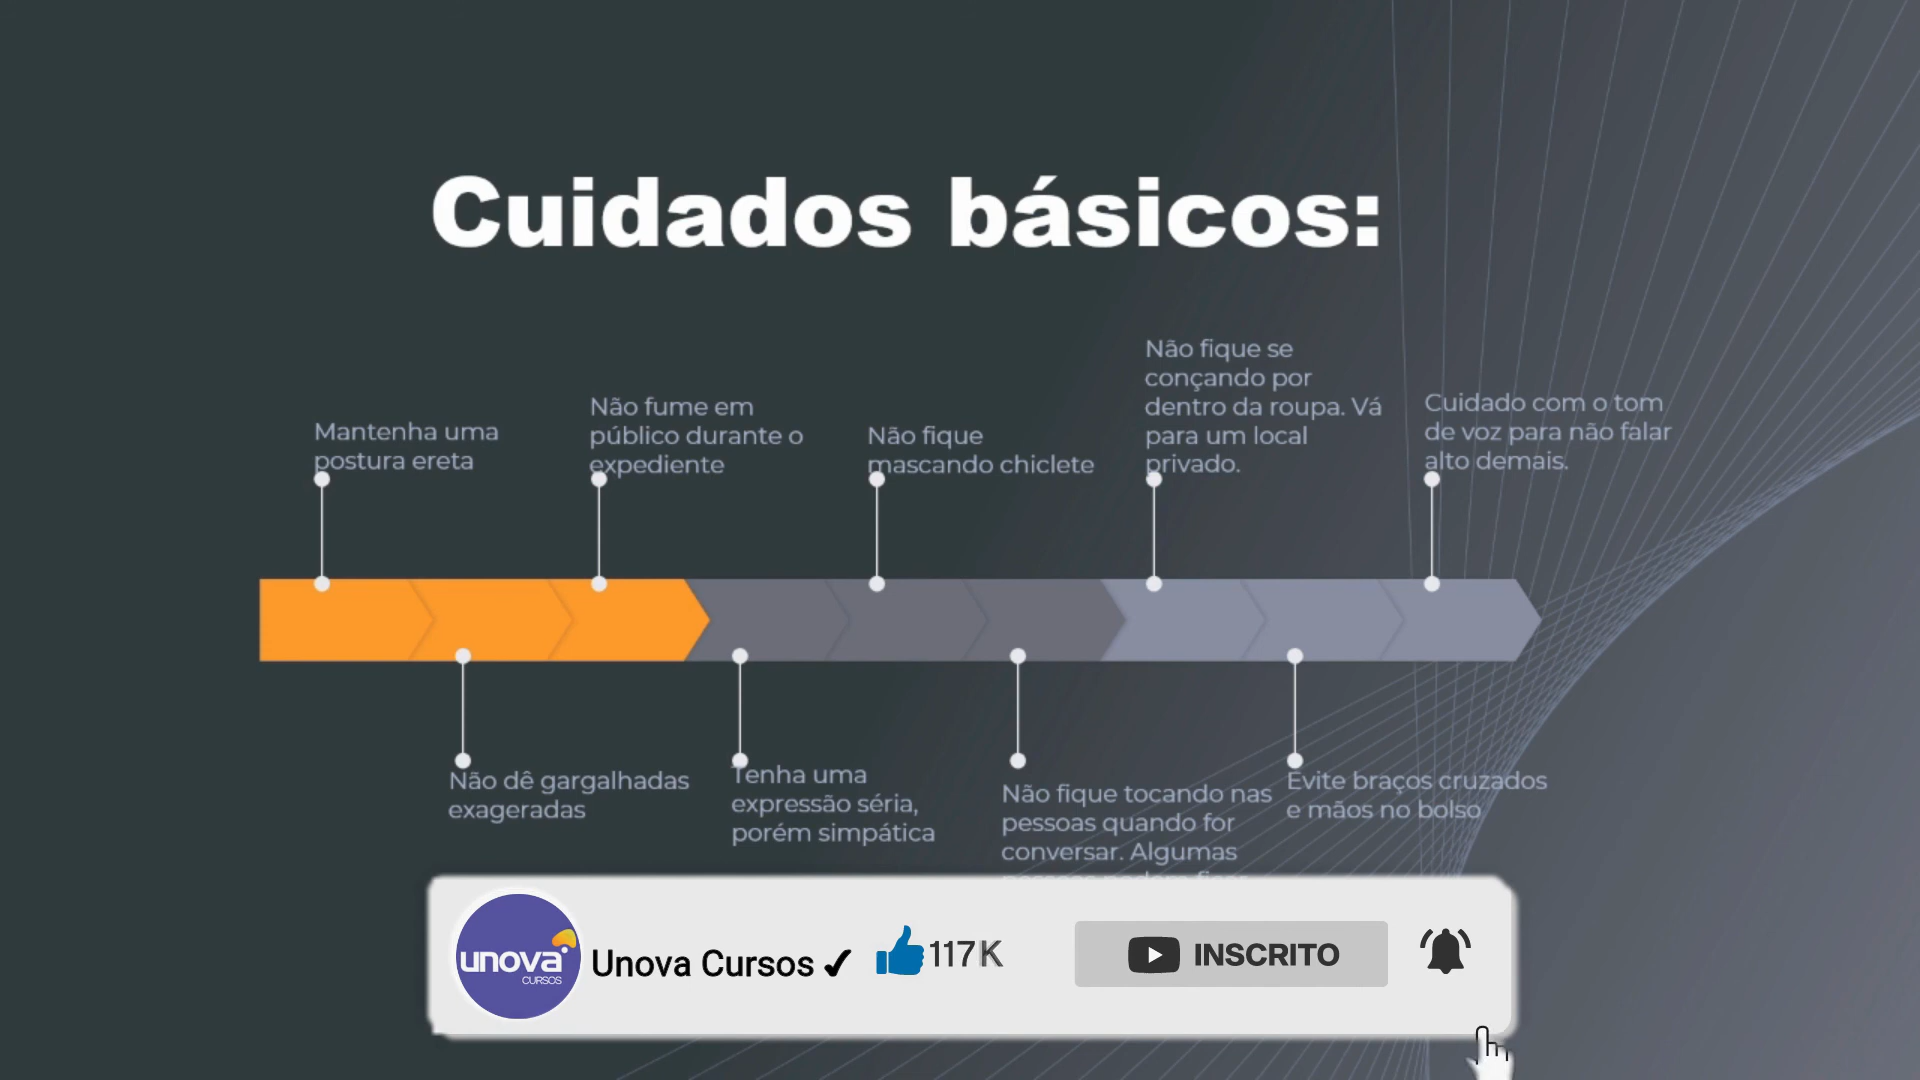 Cuidados básicos:
Mantenha uma
postura ereta
Não fume em
público durante o
expediente
Não fique
mascando chiclete
Não fique se
conçando por
dentro da roupa. Vá
para um local
privado.
Cuidado com o tom
de voz para não falar
alto demais.
Não dê gargalhadas
exageradas
Tenha uma
expressão séria,
porém simpática
Não fique tocando nas
pessoas quando for
conversar. Algumas
Evite braços cruzados
e mãos no bolso
unova
CURSOS
Unova Cursos ✔
117K
INSCRITO